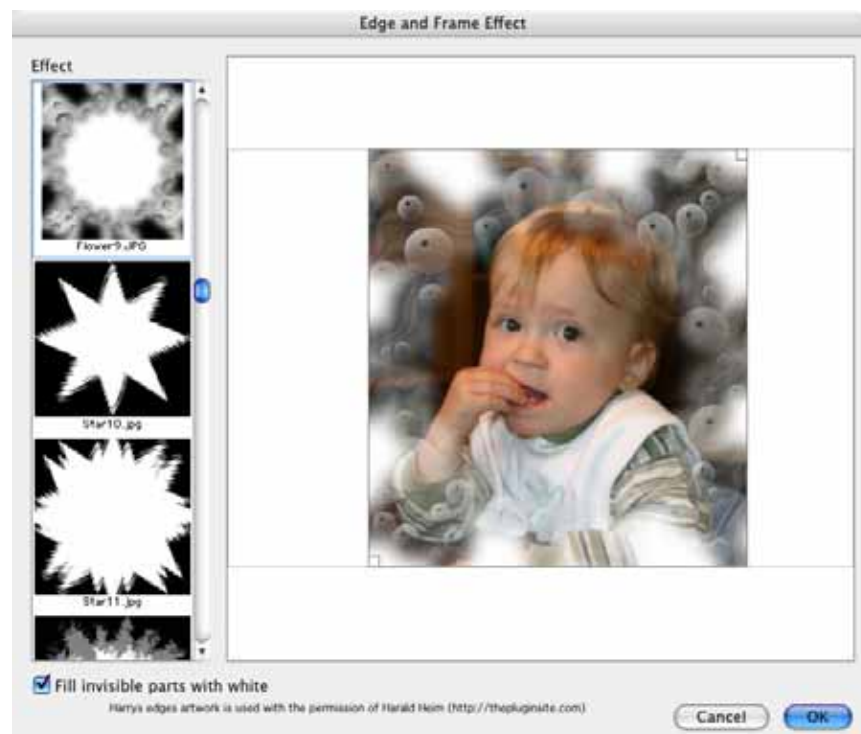 Edge and Frame Effect
Effect
Flower9.JPG
Star10.jpg
Star11.jpg
Fill invisible parts with white
Harrys edges artwork is used with the permission of Harald Heim (http://thepluginsite.com)
Cancel
OK